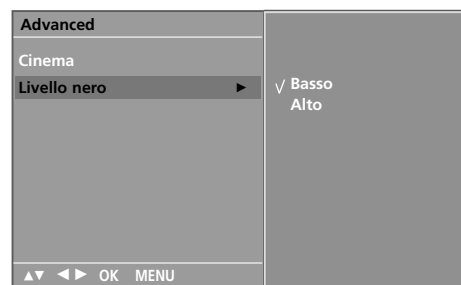 Advanced
Cinema
Livello nero ►
√ Basso
Alto
▲▼ ◄► OK MENU